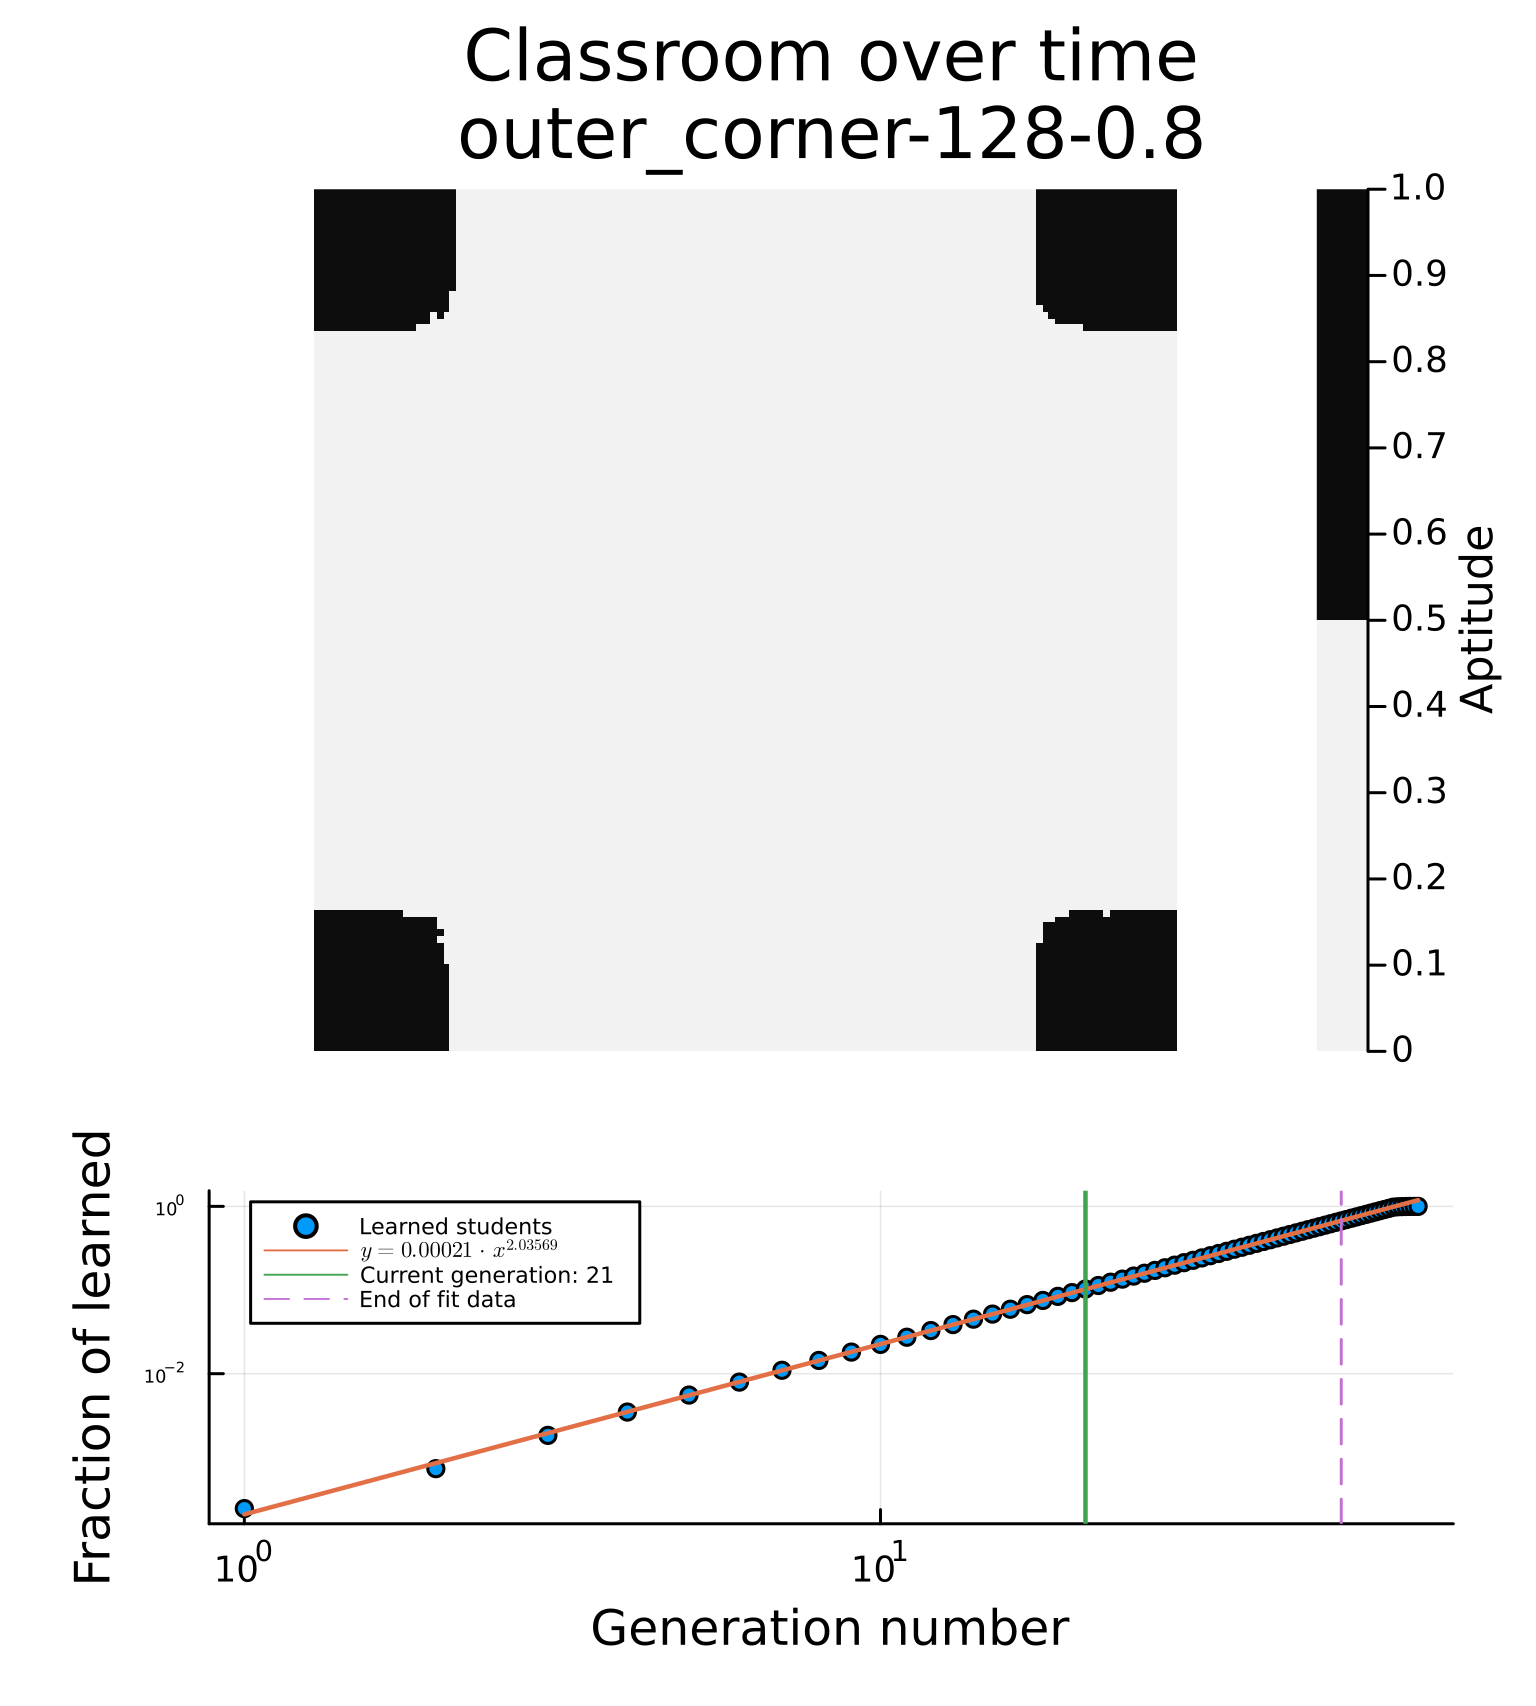 Classroom over time
outer_corner-128-0.8
1.0
0.9
0.8
0.7
0.6
0.5
0.4
0.3
0.2
0.1
0
Aptitude
Fraction of learned
10^0
10^-2
Learned students
y = 0.00021 · x^2.03569
Current generation: 21
End of fit data
10^0
10^1
Generation number